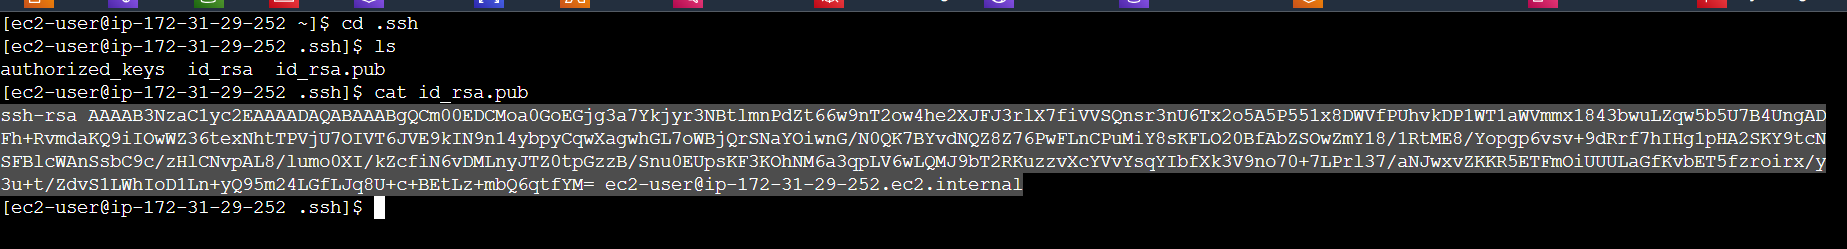 [ec2-user@ip-172-31-29-252 ~]$ cd .ssh
[ec2-user@ip-172-31-29-252 .ssh]$ ls
authorized_keys  id_rsa  id_rsa.pub
[ec2-user@ip-172-31-29-252 .ssh]$ cat id_rsa.pub
ssh-rsa AAAAB3NzaC1yc2EAAAADAQABAAABgQCm00EDCMoa0GoEGjg3a7Ykjyr3NBtlmnPdZt66w9nT2ow4he2XJFJ3rlX7fiVVSQnsr3nU6Tx2o5A5P551x8DWVfPUhvkDP1WT1aWVmmx1843bwuLZqw5b5U7B4UngAD
Fh+RvmdaKQ9iIOwWZ36texNhtTPVjU7OIVT6JVE9kIN9n14ybpyCqwXagwhGL7oWBjQrSNaYOiwnG/N0QK7BYvdNQZ8Z76PwFLnCPuMiY8sKFLO20BfAbZSOwZmY18/1RtME8/Yopgp6vsv+9dRrf7hIHg1pHA2SKY9tcN
SFBlcWAnSsbC9c/zHlCNvpAL8/lumo0XI/kZcfiN6vDMLnyJTZ0tpGzzB/Snu0EUpsKF3KOhNM6a3qpLV6wLQMJ9bT2RKuzzvXcYVvYsqYIbfXk3V9no70+7LPrl37/aNJwxvZKKR5ETFmOiUUULaGfKvbET5fzroirx/y
3u+t/ZdvS1LWhIoD1Ln+yQ95m24LGfLJq8U+c+BEtLz+mbQ6qtfYM= ec2-user@ip-172-31-29-252.ec2.internal
[ec2-user@ip-172-31-29-252 .ssh]$